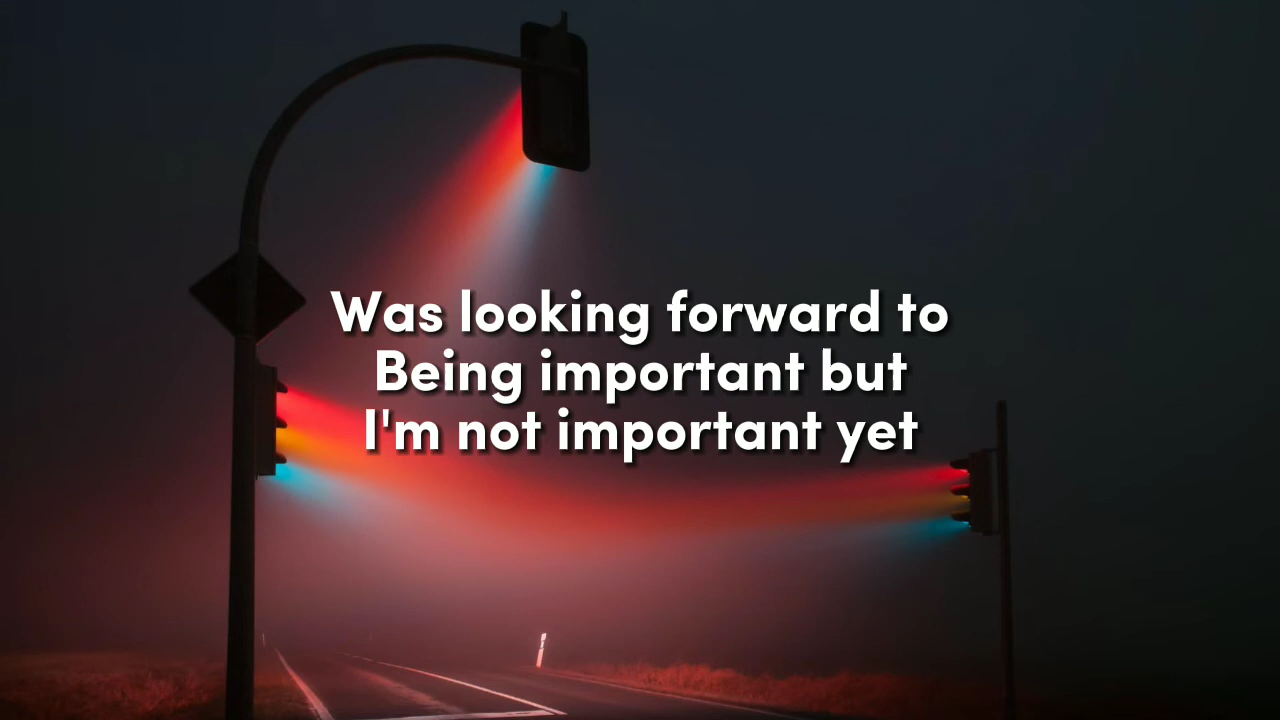 Was looking forward to
Being important but
I'm not important yet